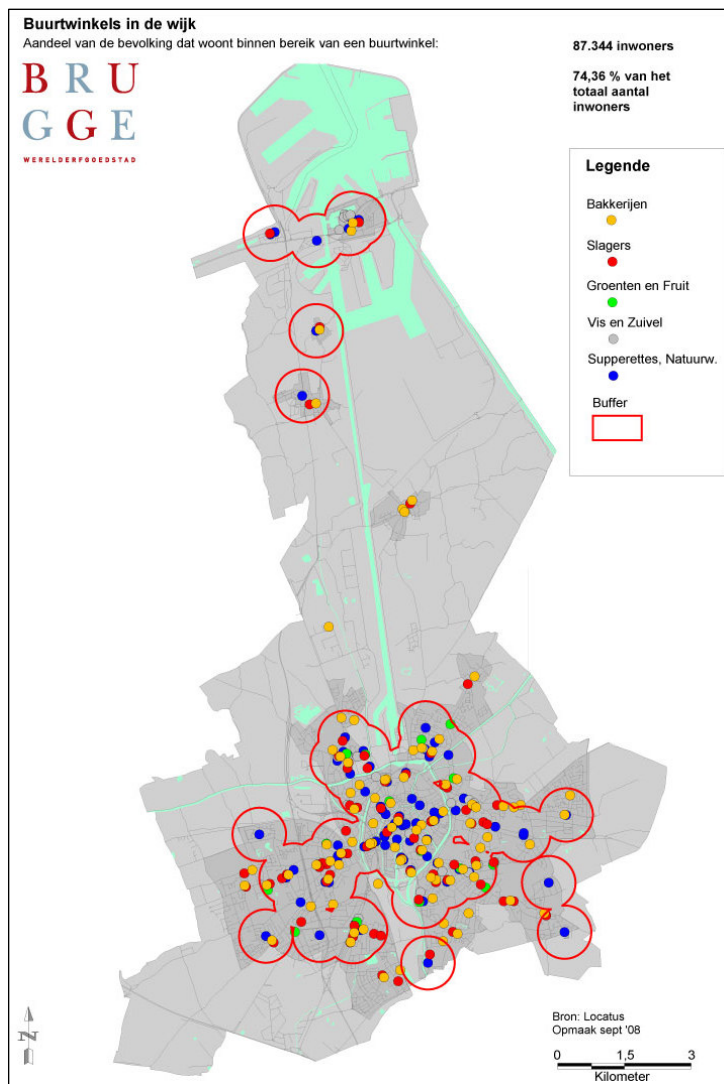 Buurtwinkels in de wijk
Aandeel van de bevolking dat woont binnen bereik van een buurtwinkel:
87.344 inwoners
74,36 % van het
totaal aantal
inwoners
B R U
G G E
WERELDERFGOEDSTAD
Legende
Bakkerijen
Slagers
Groenten en Fruit
Vis en Zuivel
Supperettes, Natuurw.
Buffer
Bron: Locatus
Opmaak sept '08
0 1,5 3
Kilometer
N